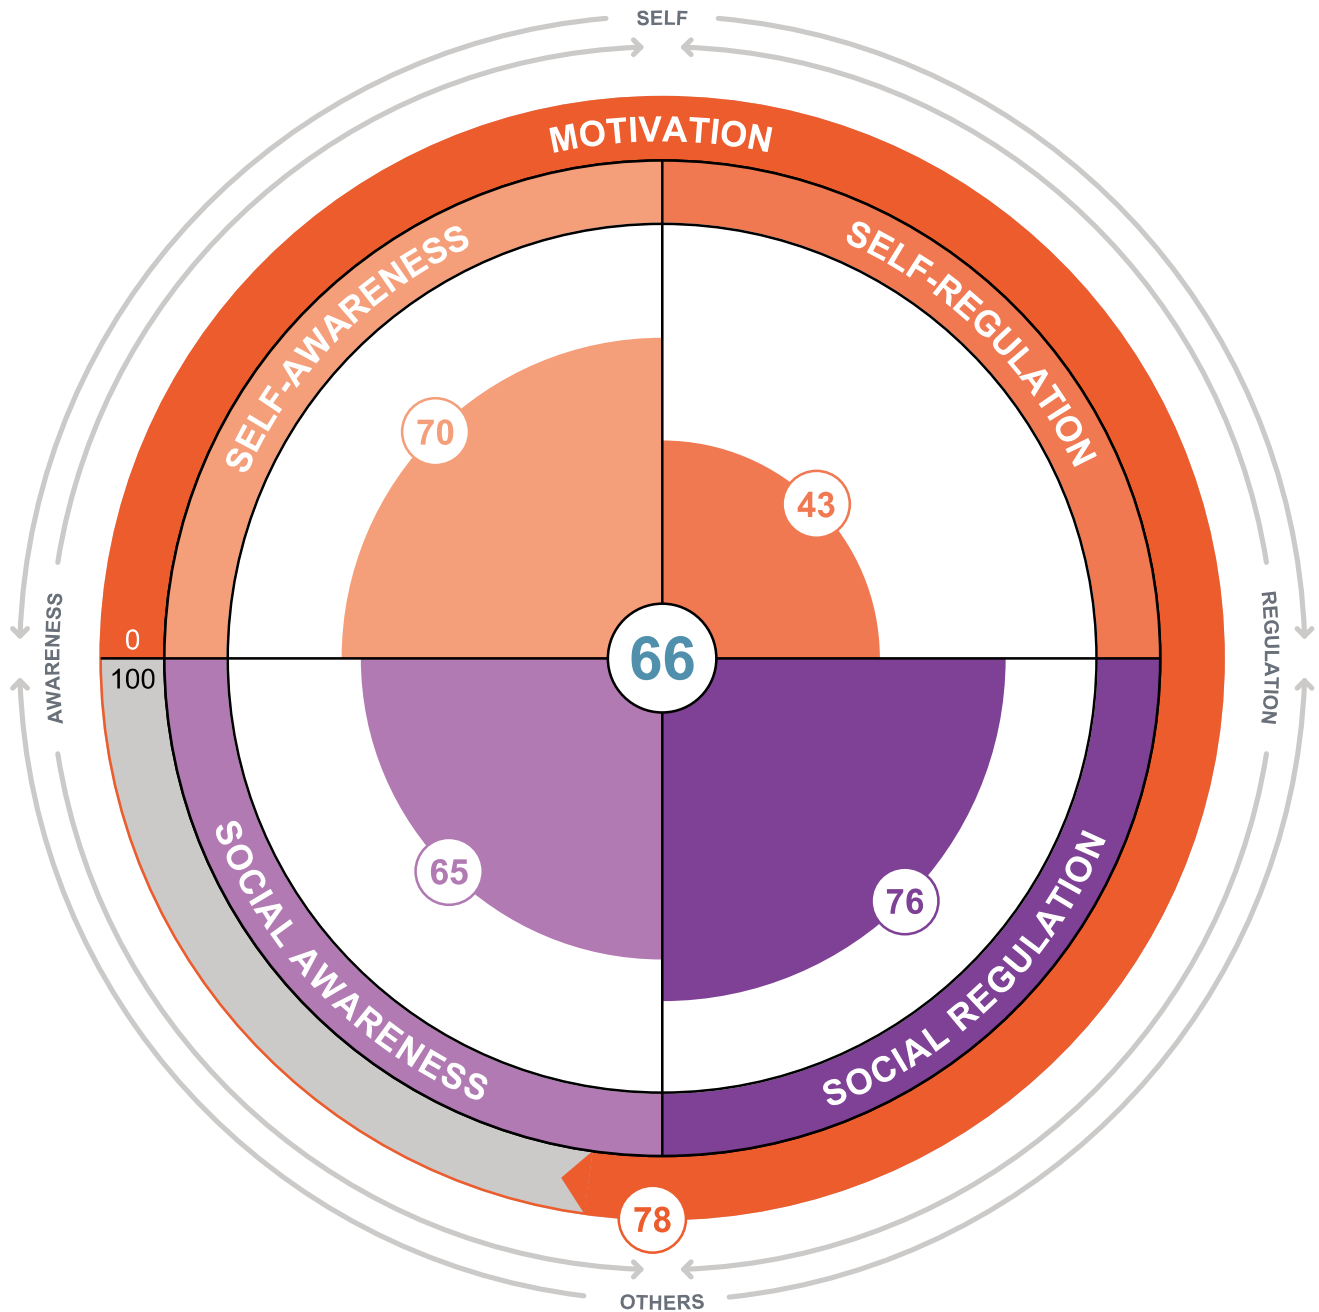 SELF
MOTIVATION
SELF-AWARENESS
SELF-REGULATION
70
43
0
66
100
AWARENESS
REGULATION
65
76
SOCIAL AWARENESS
SOCIAL REGULATION
78
OTHERS